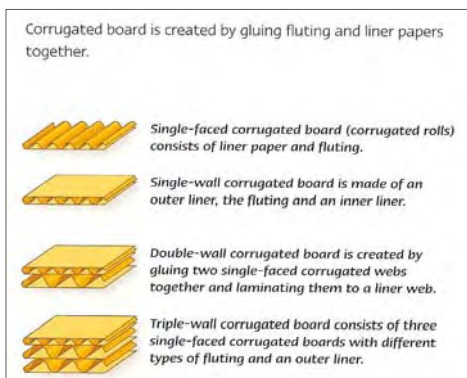 Corrugated board is created by gluing fluting and liner papers
together.
Single-faced corrugated board (corrugated rolls)
consists of liner paper and fluting.
Single-wall corrugated board is made of an
outer liner, the fluting and an inner liner.
Double-wall corrugated board is created by
gluing two single-faced corrugated webs
together and laminating them to a liner web.
Triple-wall corrugated board consists of three
single-faced corrugated boards with different
types of fluting and an outer liner.